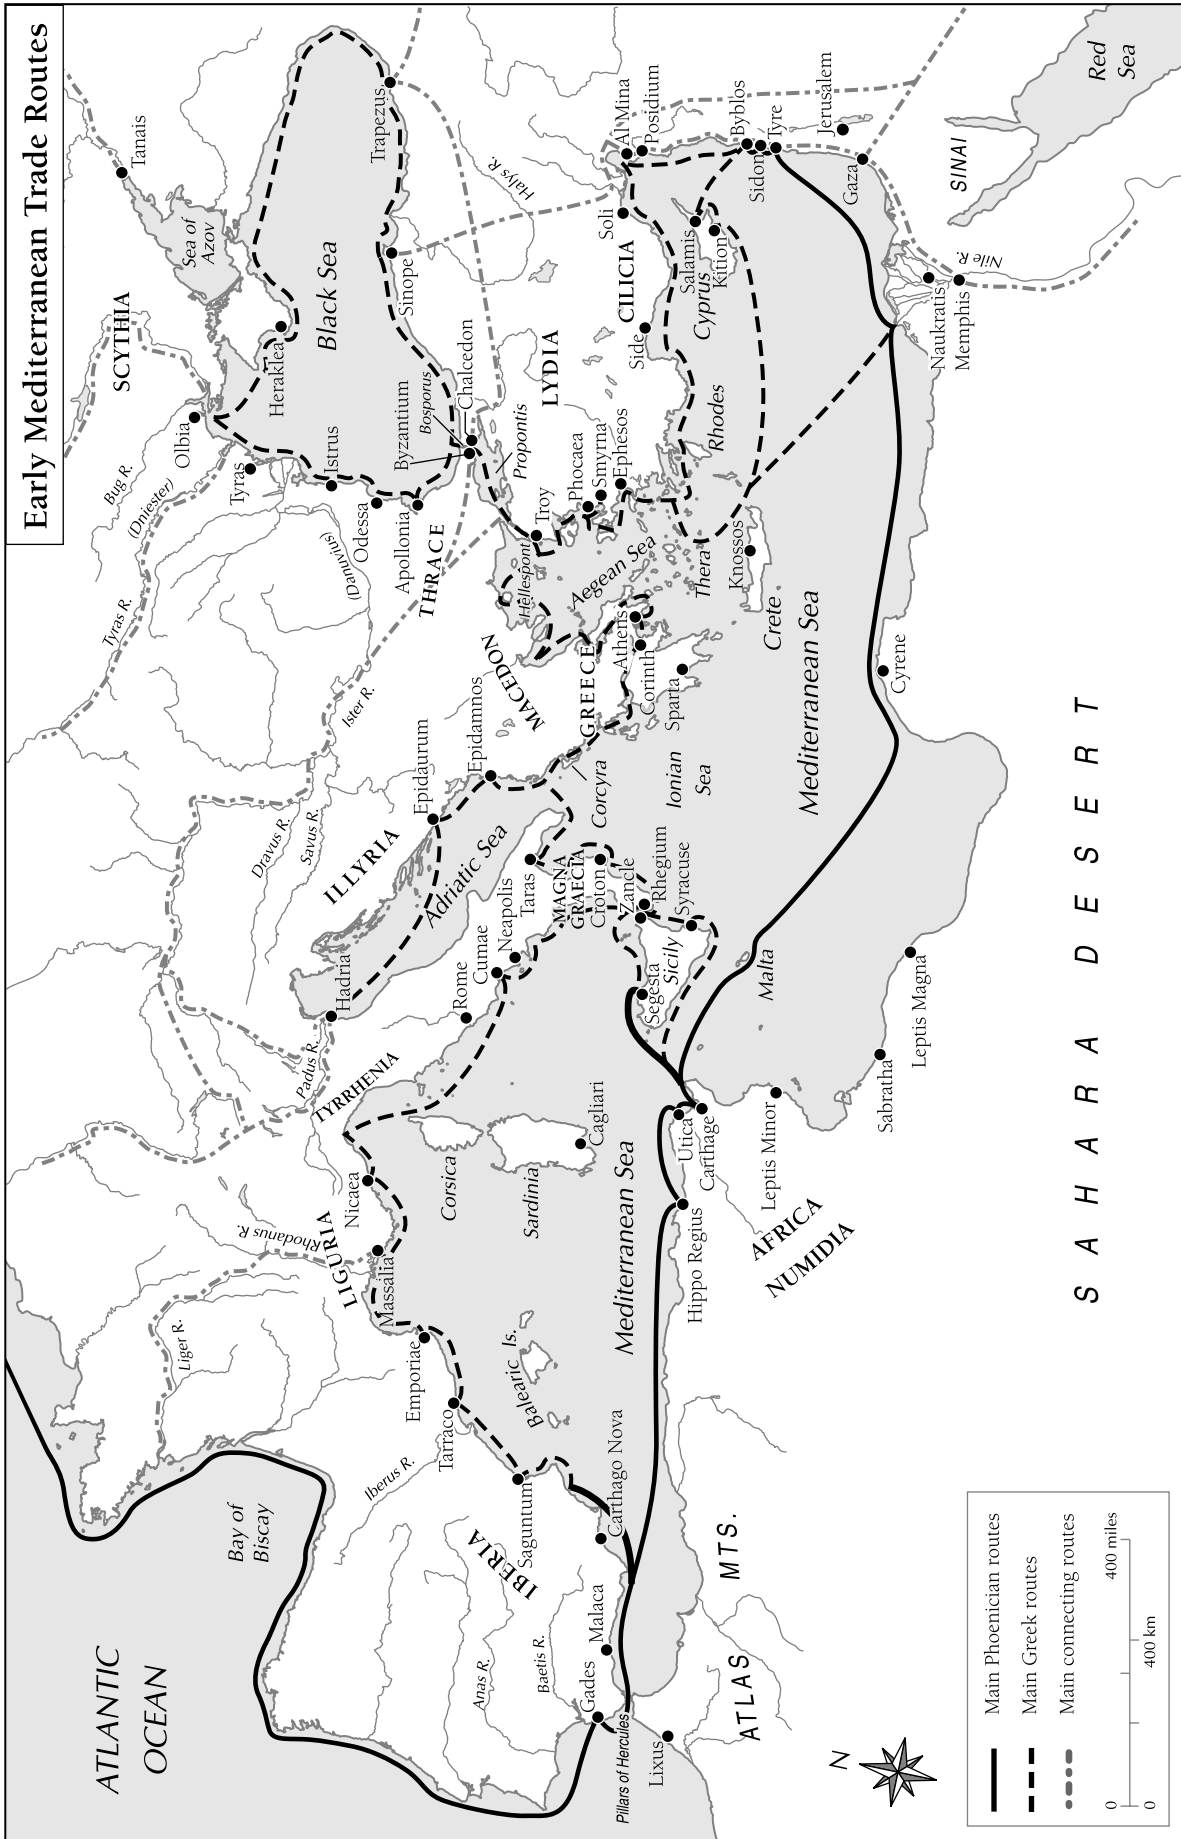 Early Mediterranean Trade Routes
ATLANTIC
OCEAN
Bay of
Biscay
Liger R.
Rhodanus R.
LIGURIA
Massalia
Nicaea
Emporiae
Tarraco
Iberus R.
Saguntum
IBERIA
Carthago Nova
Malaca
Gades
Baetis R.
Anas R.
Pillars of Hercules
Lixus
ATLAS
MTS.
Balearic Is.
Corsica
Sardinia
Cagliari
Mediterranean Sea
Hippo Regius
Utica
Carthage
AFRICA
NUMIDIA
Leptis Minor
Sabratha
Leptis Magna
SAHARA DESERT
TYRRHENIA
Padus R.
Hadria
Rome
Cumae
Neapolis
Taras
MAGNA
GRAECIA
Croton
Zancle
Rhegium
Syracuse
Segesta
Sicily
Malta
Adriatic Sea
ILLYRIA
Epidaurum
Epidamnos
Dravus R.
Savus R.
Ister R.
Corcyra
Ionian
Sea
Mediterranean Sea
MACEDON
GREECE
Athens
Corinth
Sparta
Crete
Knossos
Thera
Aegean Sea
Hellespont
Cyrene
Tyras R.
(Dniester)
Bug R.
(Danuvius)
THRACE
Apollonia
Odessa
Istrus
Tyras
Olbia
SCYTHIA
Heraklea
Sea of
Azov
Tanais
Black Sea
Trapezus
Sinope
Halys R.
Byzantium
Bosporus
Chalcedon
Propontis
Troy
LYDIA
Phocaea
Smyrna
Ephesos
Rhodes
CILICIA
Side
Soli
Al Mina
Posidium
Cyprus
Salamis
Kition
Byblos
Sidon
Tyre
Jerusalem
Gaza
SINAI
Red
Sea
Nile R.
Naukratis
Memphis
N
Main Phoenician routes
Main Greek routes
Main connecting routes
0 400 miles
0 400 km